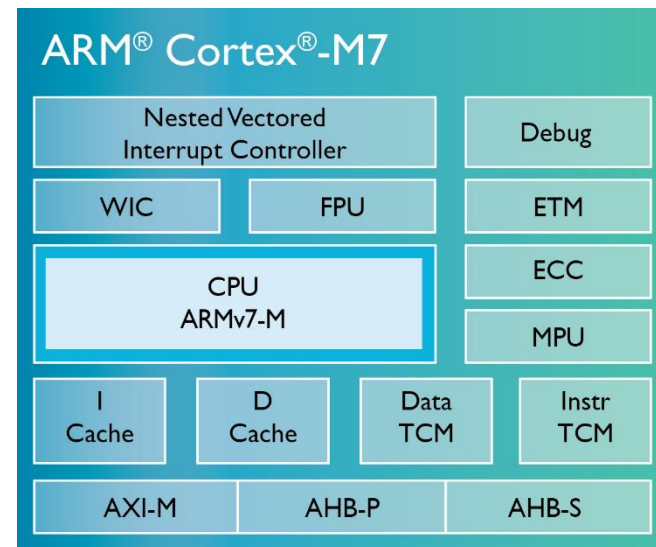 ARM® Cortex®-M7
Nested Vectored
Interrupt Controller
Debug
WIC
FPU
ETM
CPU
ARMv7-M
ECC
MPU
I
Cache
D
Cache
Data
TCM
Instr
TCM
AXI-M
AHB-P
AHB-S